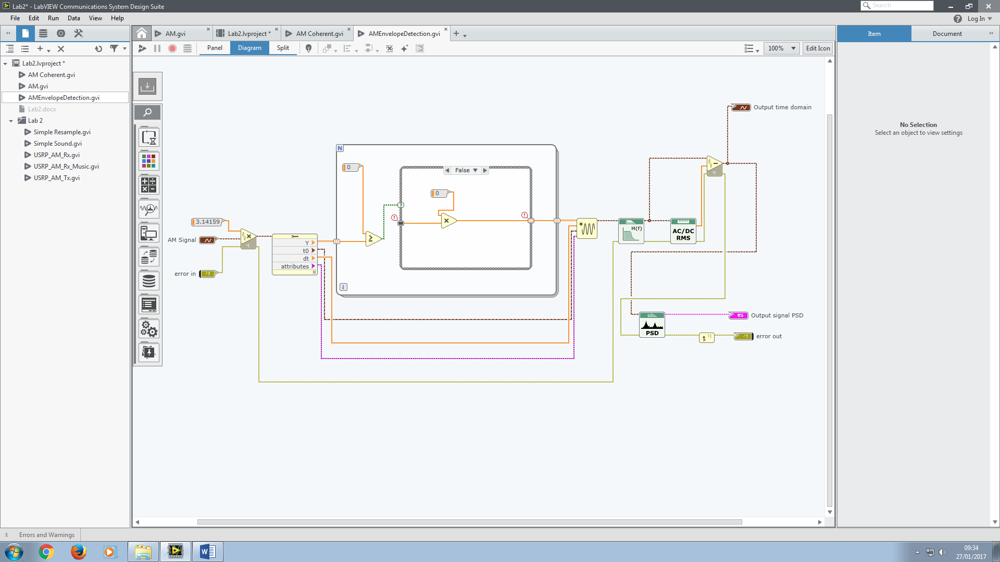 Lab2* - LabVIEW Communications System Design Suite
Search
File Edit Run Data View Help
Log In
AM.gvi
Lab2.lvproject *
AM Coherent.gvi
AMEnvelopeDetection.gvi
Item
Document
Panel
Diagram
Split
100%
Edit Icon
Lab2.lvproject *
AM Coherent.gvi
AM.gvi
AMEnvelopeDetection.gvi
Lab2.docx
Lab 2
Simple Resample.gvi
Simple Sound.gvi
USRP_AM_Rx.gvi
USRP_AM_Rx_Music.gvi
USRP_AM_Tx.gvi
No Selection
Select an object to view settings
Output time domain
N
0
False
0
3.14159
AM Signal
error in
Y
t0
dt
attributes
i
H(f)
AC/DC
RMS
PSD
Output signal PSD
error out
Errors and Warnings
09:34
27/01/2017